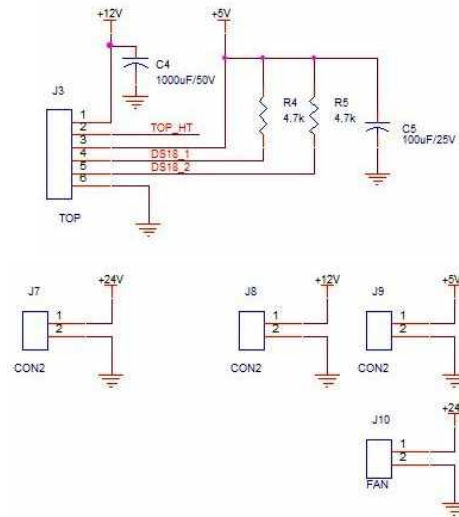 +12V
+5V
C4
1000uF/50V
J3
1
2
3
4
5
6
TOP_HT
DS18_1
DS18_2
R4
4.7k
R5
4.7k
C5
100uF/25V
TOP
+24V
J7
1
2
CON2
+12V
J8
1
2
CON2
+5V
J9
1
2
CON2
+24
J10
1
2
FAN